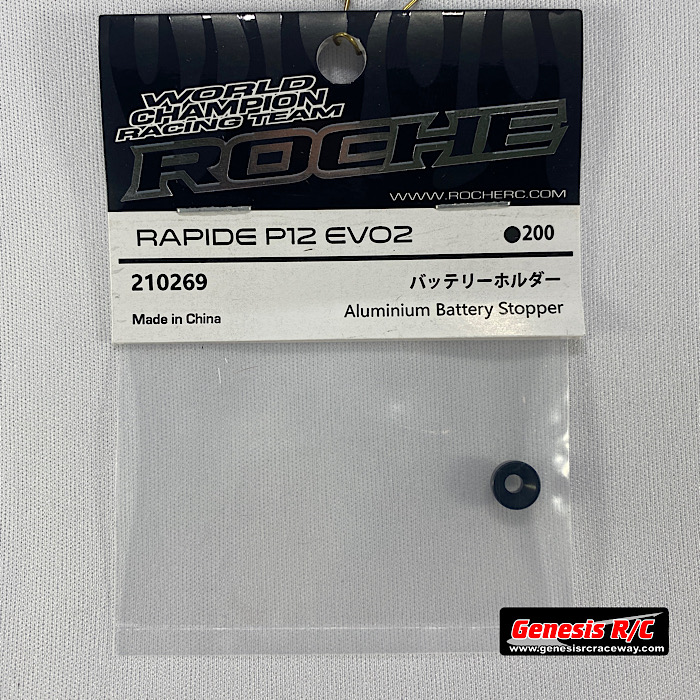 WORLD
CHAMPION
RACING TEAM
ROCHE
WWW.ROCHERC.COM
RAPIDE P12 EVO2 ●200
210269 バッテリーホルダー
Made in China Aluminium Battery Stopper
Genesis R/C
www.genesisrcraceway.com